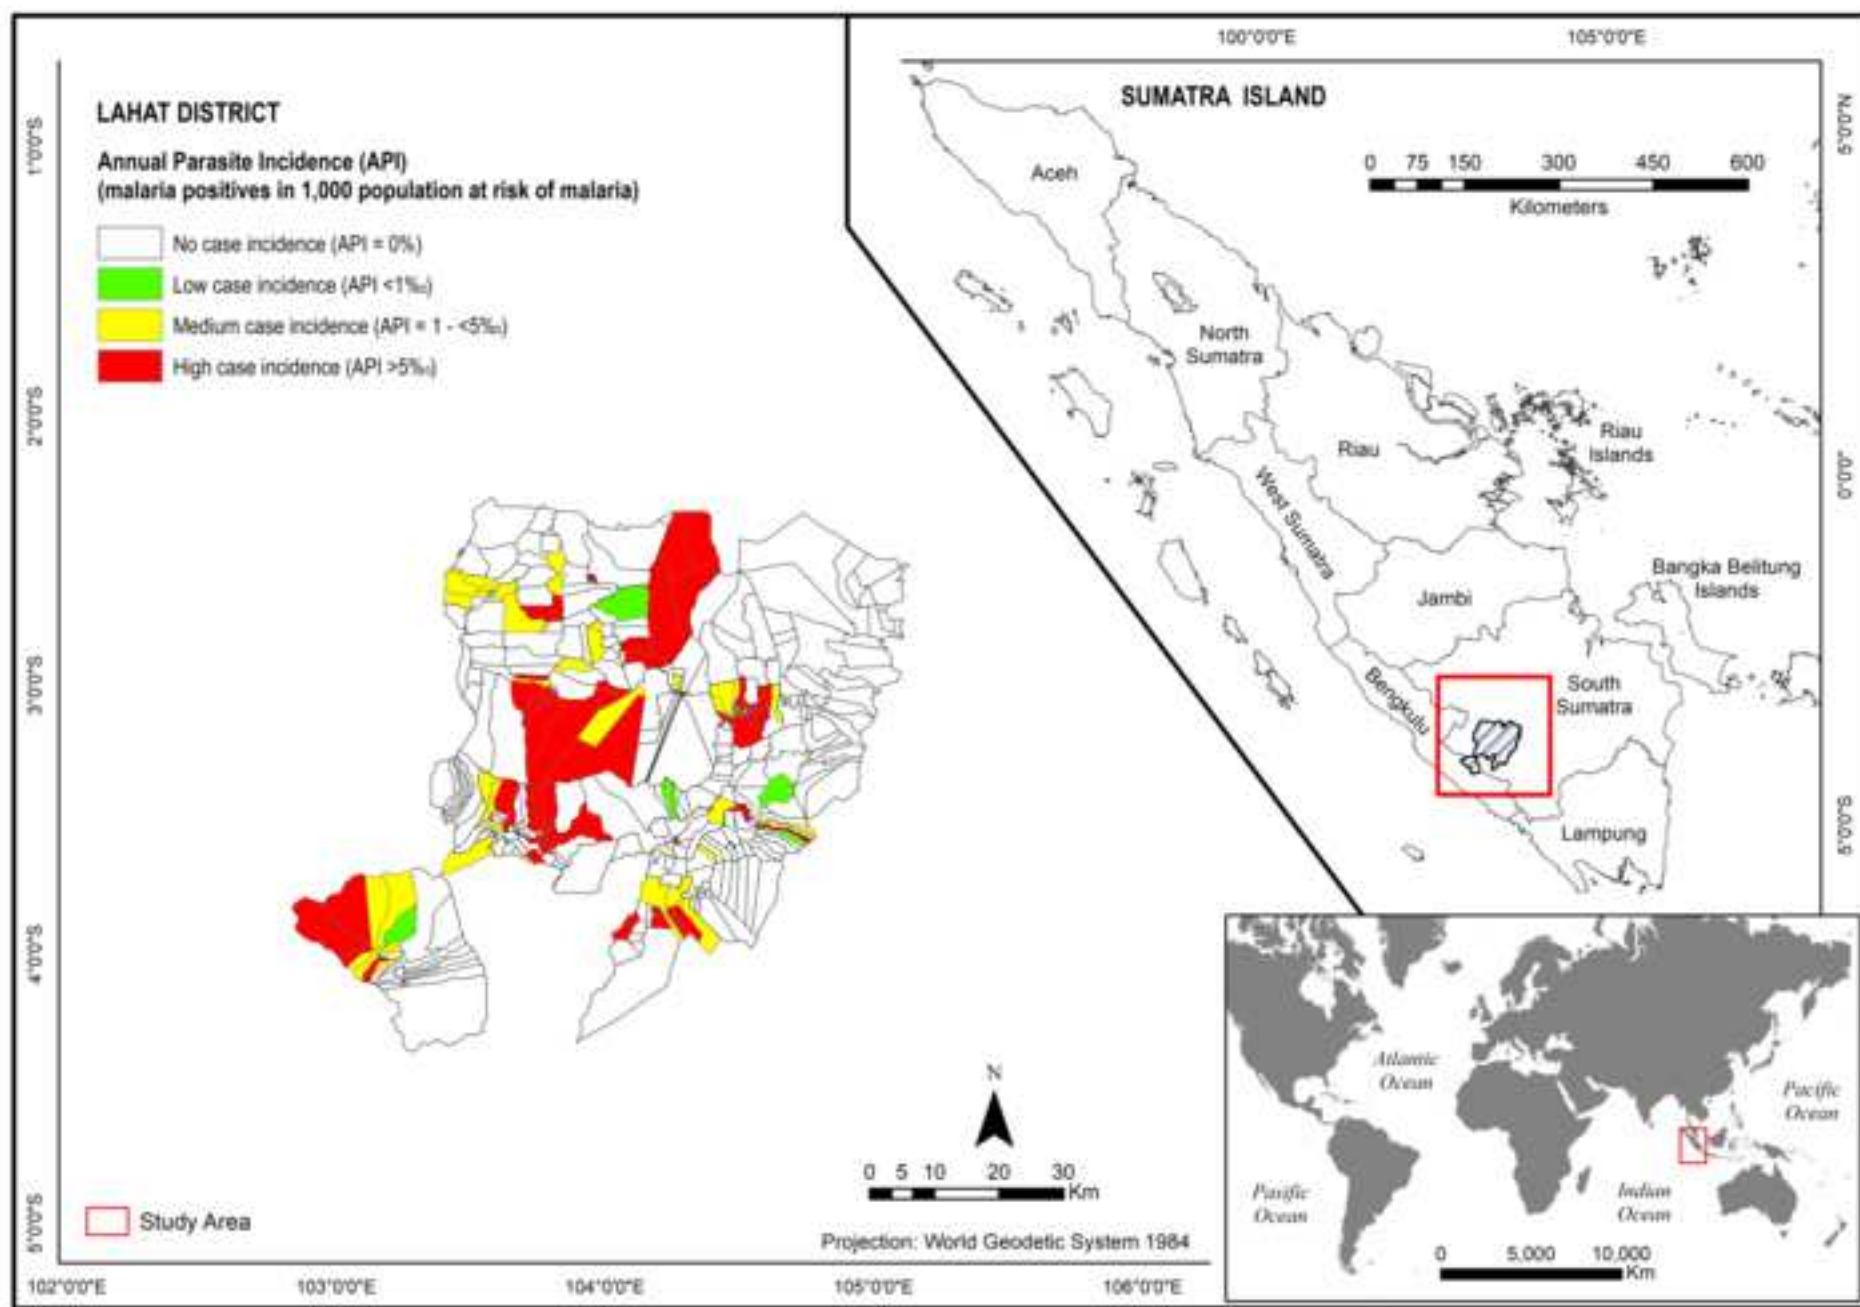 LAHAT DISTRICT
Annual Parasite Incidence (API)
(malaria positives in 1,000 population at risk of malaria)
No case incidence (API = 0%)
Low case incidence (API <1‰)
Medium case incidence (API = 1 - <5‰)
High case incidence (API >5‰)
1°0'0"S
2°0'0"S
3°0'0"S
4°0'0"S
5°0'0"S
102°0'0"E
103°0'0"E
104°0'0"E
105°0'0"E
106°0'0"E
Study Area
N
0 5 10 20 30
Km
Projection: World Geodetic System 1984
100°0'0"E
105°0'0"E
SUMATRA ISLAND
0 75 150 300 450 600
Kilometers
5°0'0"N
0°0'0"
5°0'0"S
Aceh
North
Sumatra
Riau
Riau
Islands
West Sumatra
Jambi
Bangka Belitung
Islands
Bengkulu
South
Sumatra
Lampung
Atlantic
Ocean
Pacific
Ocean
Pasific
Ocean
Indian
Ocean
0 5,000 10,000
Km